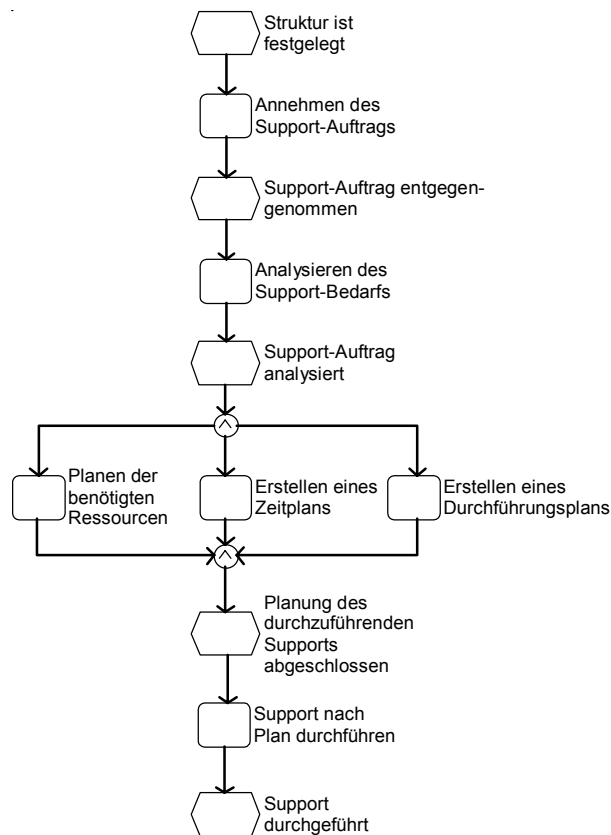 Struktur ist
festgelegt
Annehmen des
Support-Auftrags
Support-Auftrag entgegen-
genommen
Analysieren des
Support-Bedarfs
Support-Auftrag
analysiert
Planen der
benötigten
Ressourcen
Erstellen eines
Zeitplans
Erstellen eines
Durchführungsplans
Planung des
durchzuführenden
Supports
abgeschlossen
Support nach
Plan durchführen
Support
durchgeführt